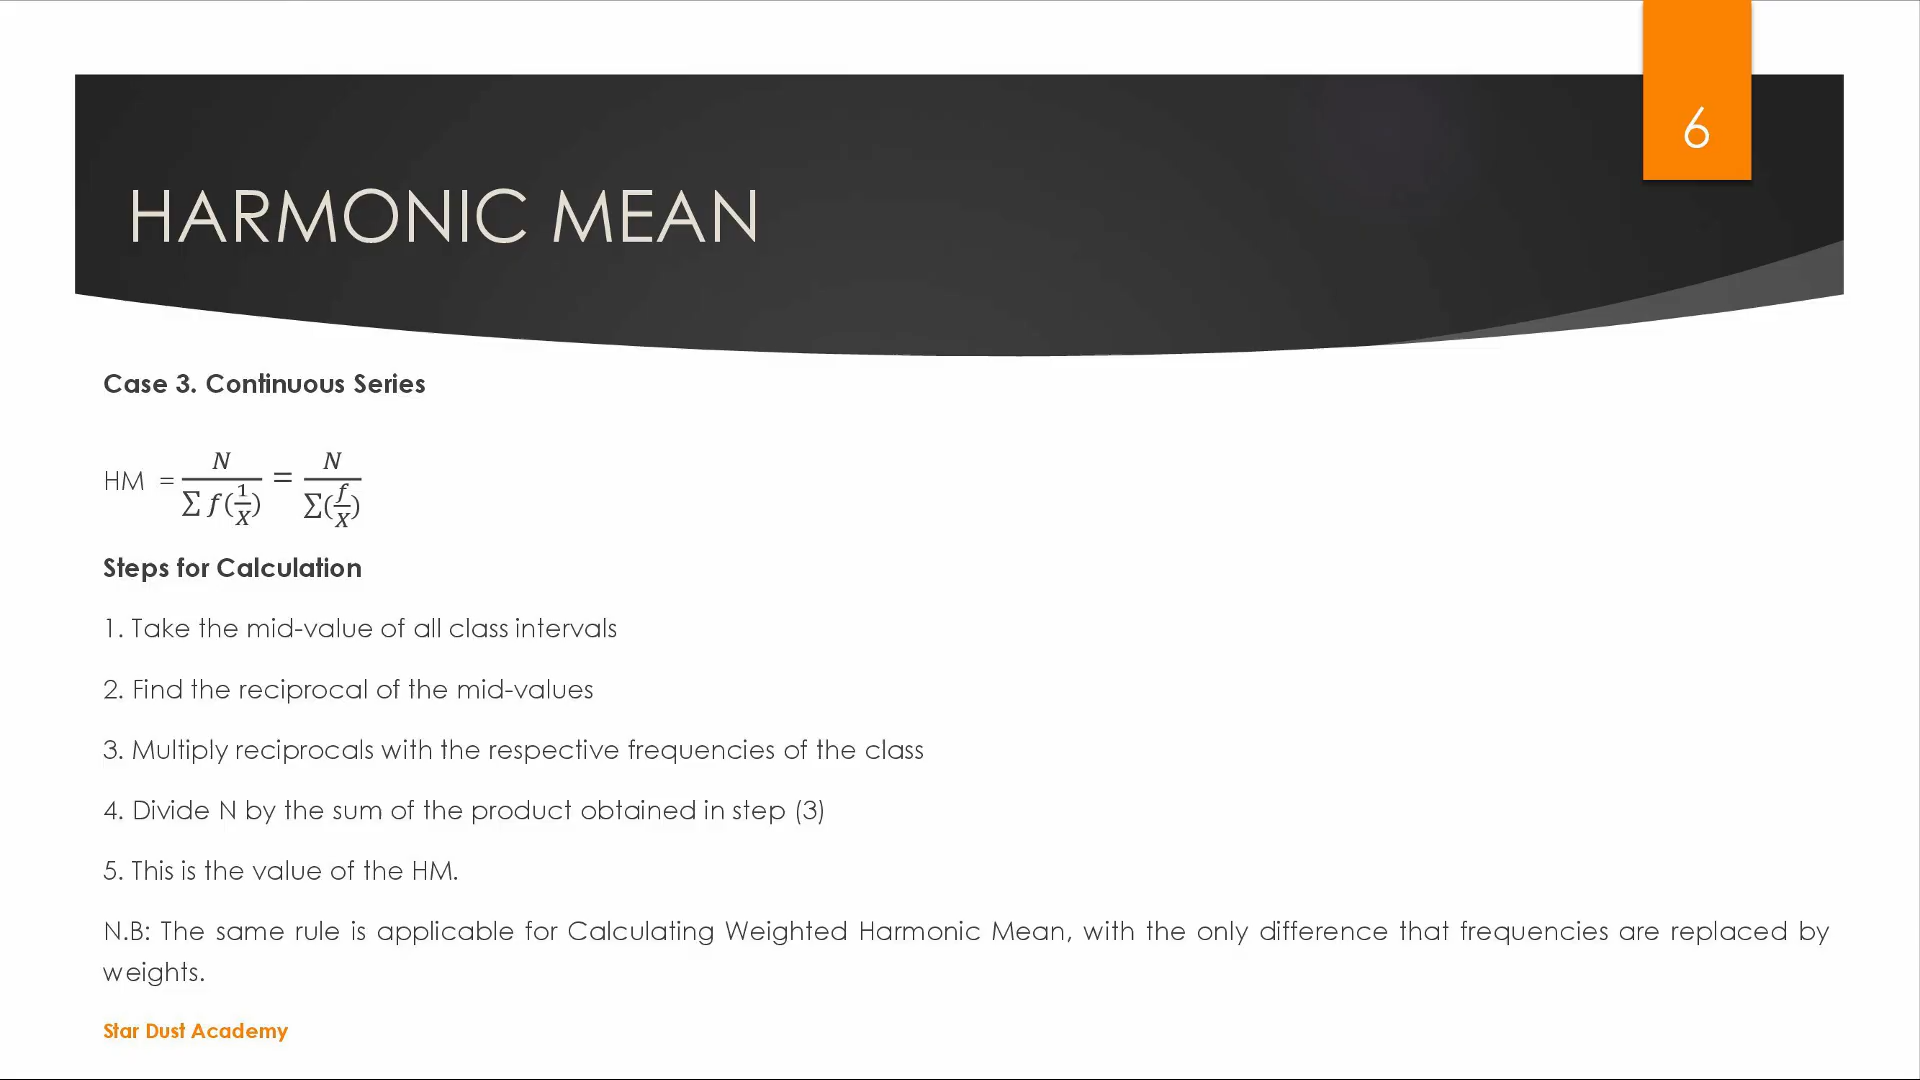 6
HARMONIC MEAN
Case 3. Continuous Series
HM = N / ∑ f(1/X) = N / ∑(f/X)
Steps for Calculation
1. Take the mid-value of all class intervals
2. Find the reciprocal of the mid-values
3. Multiply reciprocals with the respective frequencies of the class
4. Divide N by the sum of the product obtained in step (3)
5. This is the value of the HM.
N.B: The same rule is applicable for Calculating Weighted Harmonic Mean, with the only difference that frequencies are replaced by
weights.
Star Dust Academy